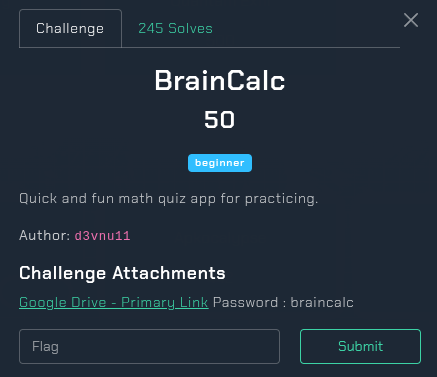 Challenge
245 Solves
BrainCalc
50
beginner
Quick and fun math quiz app for practicing.
Author: d3vnu11
Challenge Attachments
Google Drive - Primary Link Password : braincalc
Flag
Submit